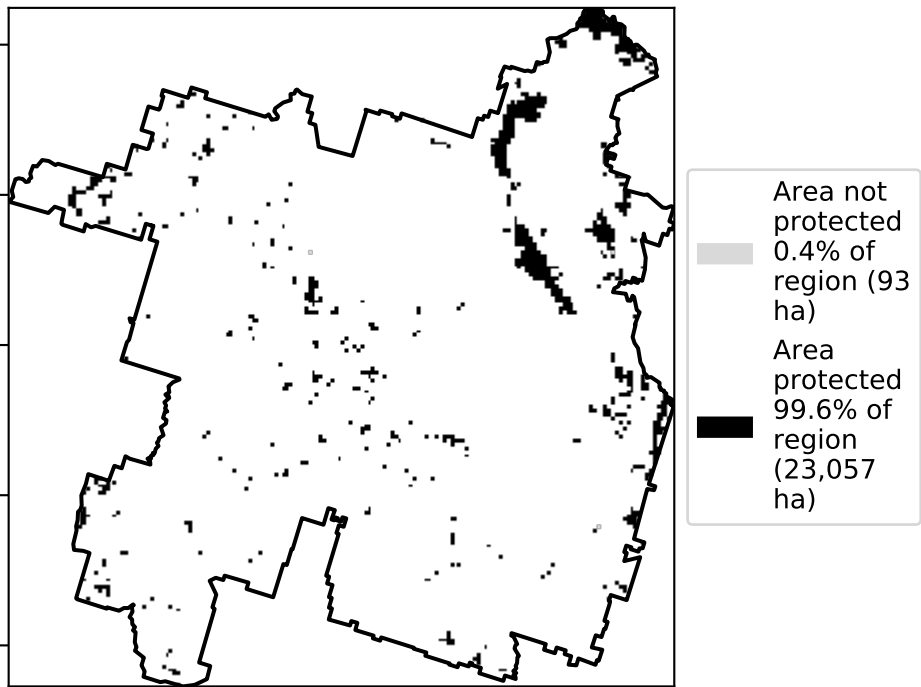 Area not
protected
0.4% of
region (93
ha)
Area
protected
99.6% of
region
(23,057
ha)